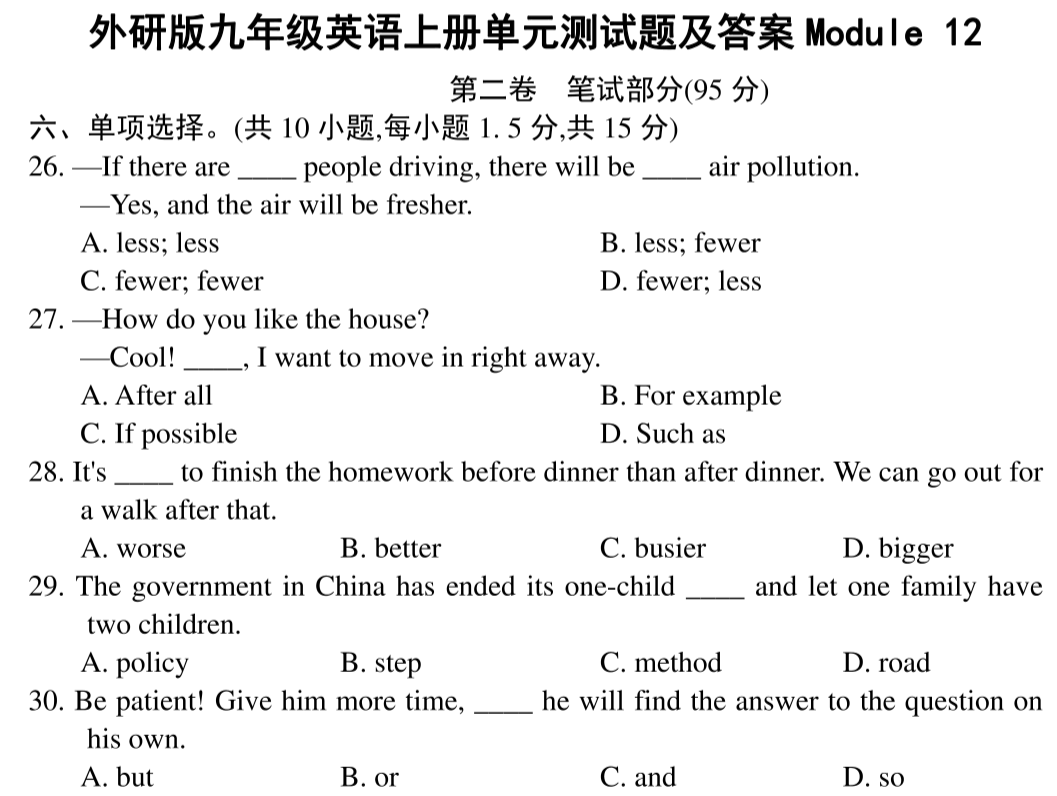 外研版九年级英语上册单元测试题及答案 Module 12
第二卷　笔试部分(95 分)
六、单项选择。(共 10 小题,每小题 1. 5 分,共 15 分)
26. —If there are ____ people driving, there will be ____ air pollution.
—Yes, and the air will be fresher.
A. less; less B. less; fewer
C. fewer; fewer D. fewer; less
27. —How do you like the house?
—Cool! ____, I want to move in right away.
A. After all B. For example
C. If possible D. Such as
28. It's ____ to finish the homework before dinner than after dinner. We can go out for
a walk after that.
A. worse B. better C. busier D. bigger
29. The government in China has ended its one-child ____ and let one family have
two children.
A. policy B. step C. method D. road
30. Be patient! Give him more time, ____ he will find the answer to the question on
his own.
A. but B. or C. and D. so